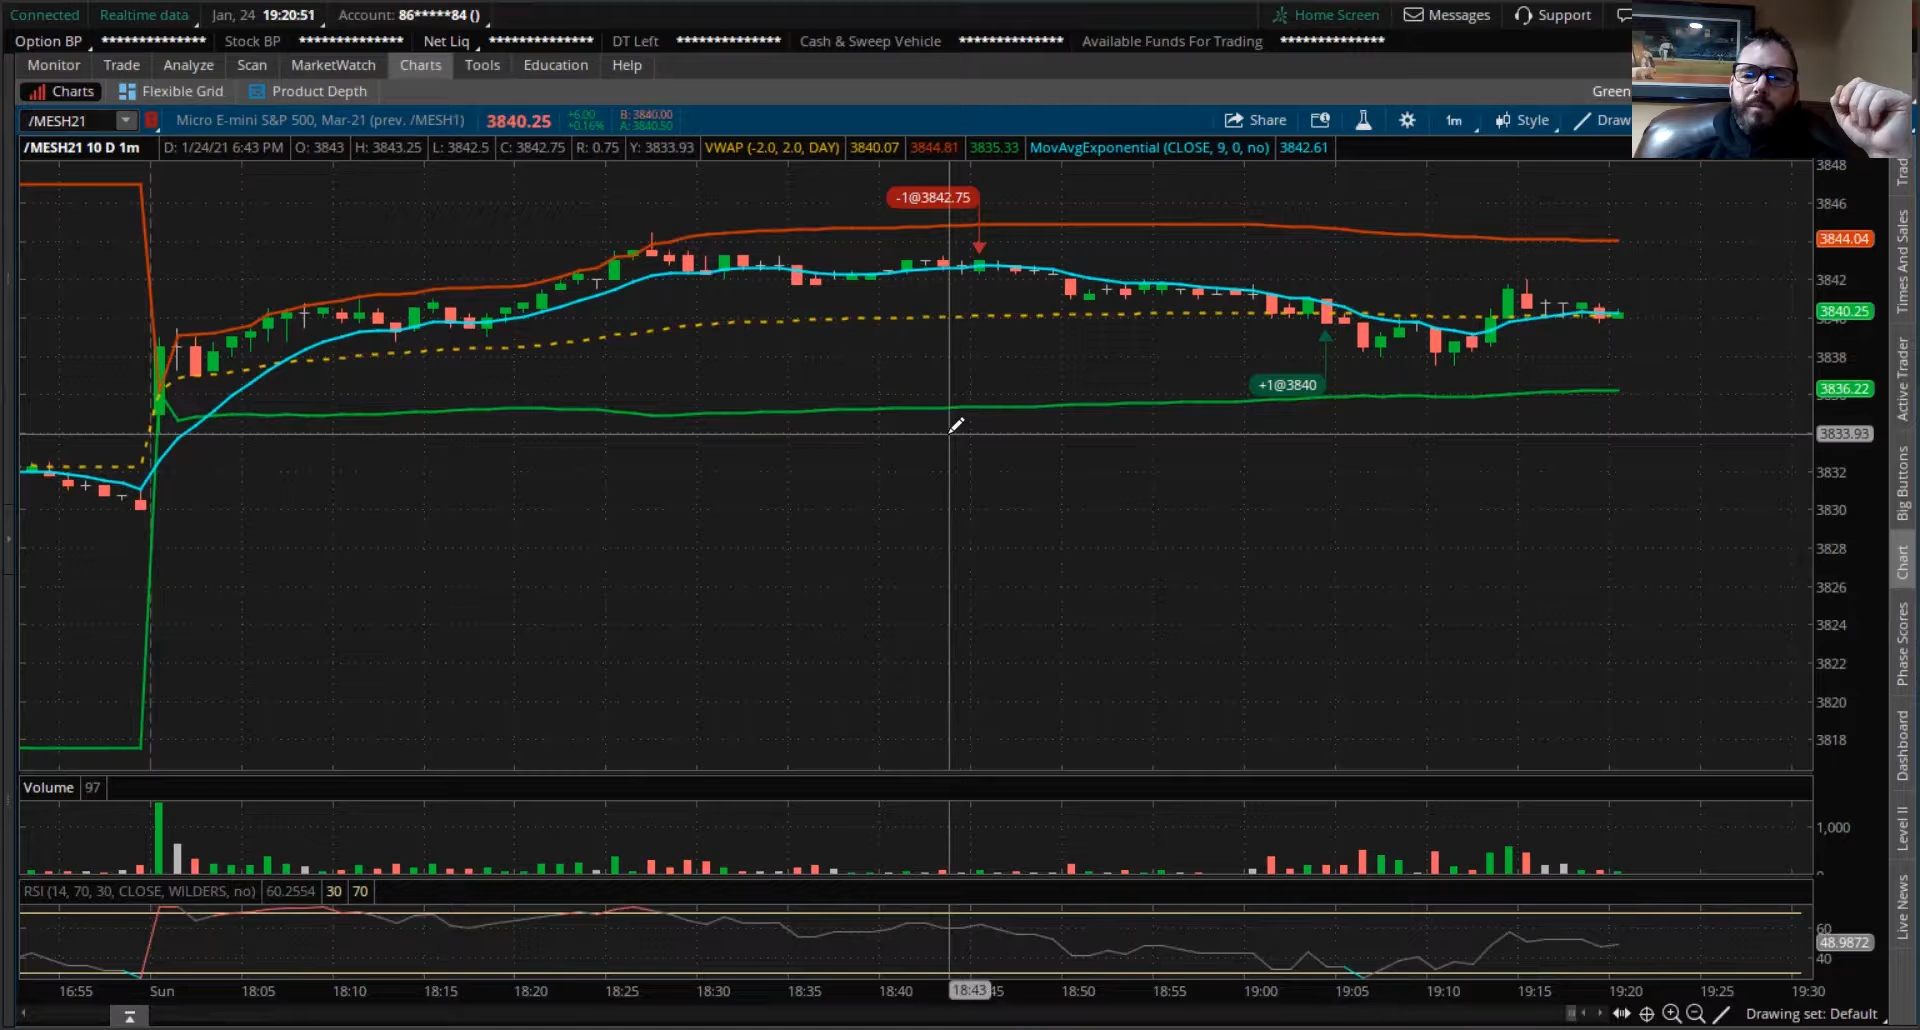 Connected Realtime data Jan, 24 19:20:51 Account: 86*****84 () Home Screen Messages Support
Option BP ************** Stock BP ************** Net Liq ************** DT Left ************** Cash & Sweep Vehicle ************** Available Funds For Trading **************
Monitor Trade Analyze Scan MarketWatch Charts Tools Education Help
Charts Flexible Grid Product Depth Green
/MESH21 Micro E-mini S&P 500, Mar-21 (prev. /MESH1) 3840.25 +6.00 +0.16% B: 3840.00 A: 3840.50 Share 1m Style Draw
/MESH21 10 D 1m D: 1/24/21 6:43 PM O: 3843 H: 3843.25 L: 3842.5 C: 3842.75 R: 0.75 Y: 3833.93 VWAP (-2.0, 2.0, DAY) 3840.07 3844.81 3835.33 MovAvgExponential (CLOSE, 9, 0, no) 3842.61
3848
-1@3842.75
3846
3844.04
3842
3840.25
3838
+1@3840
3836.22
3833.93
3832
3830
3828
3826
3824
3822
3820
3818
Volume 97
1,000
RSI (14, 70, 30, CLOSE, WILDERS, no) 60.2554 30 70
60
48.9872
40
16:55 Sun 18:05 18:10 18:15 18:20 18:25 18:30 18:35 18:40 18:43 45 18:50 18:55 19:00 19:05 19:10 19:15 19:20 19:25 19:30
Drawing set: Default
Trad
Times And Sales
Active Trader
Big Buttons
Chart
Phase Scores
Dashboard
Level II
Live News